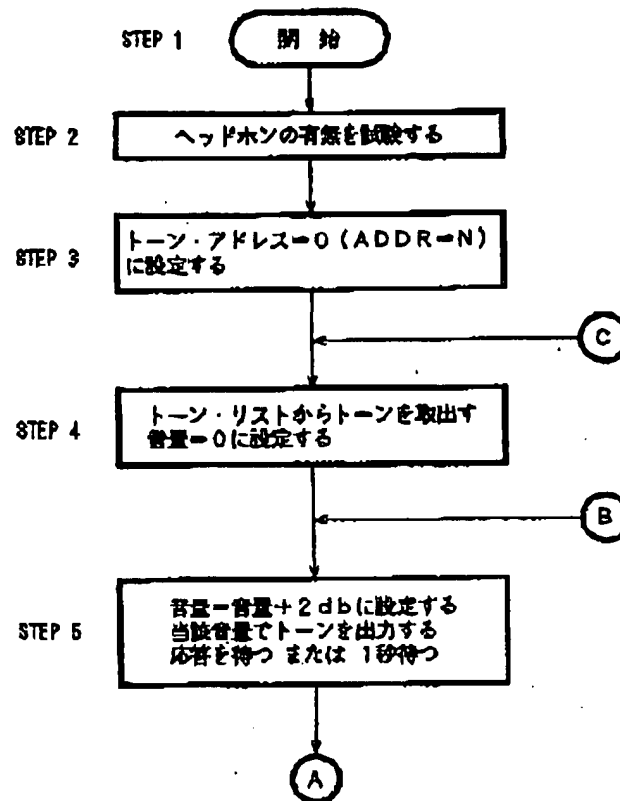 STEP 1
開 始
STEP 2
ヘッドホンの有無を試験する
STEP 3
トーン・アドレス=0(ADDR=N)
に設定する
C
STEP 4
トーン・リストからトーンを取出す
音量=0に設定する
B
STEP 5
音量=音量+2dbに設定する
当該音量でトーンを出力する
応答を待つ または 1秒待つ
A